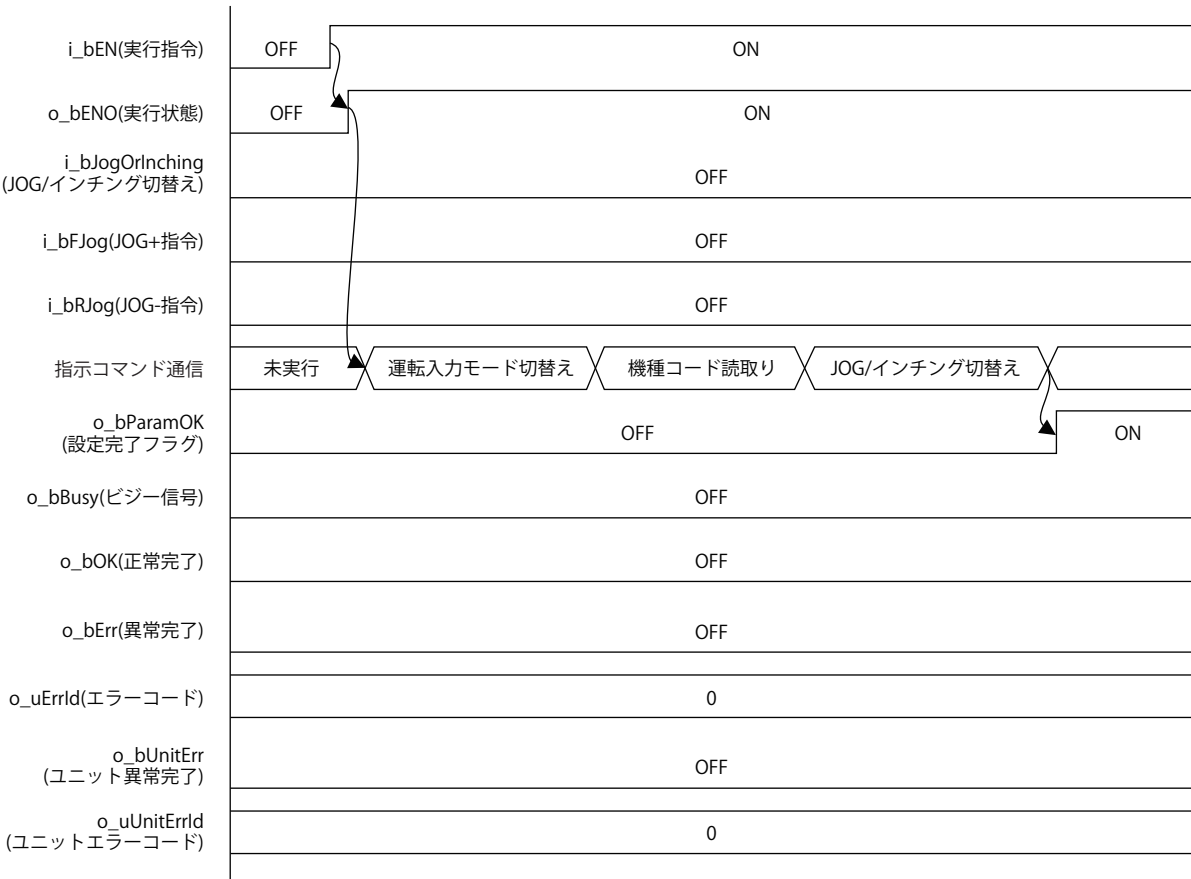 i_bEN(実行指令)
OFF
ON
o_bENO(実行状態)
OFF
ON
i_bJogOrInching
(JOG/インチング切替え)
OFF
i_bFJog(JOG+指令)
OFF
i_bRJog(JOG-指令)
OFF
指示コマンド通信
未実行
運転入力モード切替え
機種コード読取り
JOG/インチング切替え
o_bParamOK
(設定完了フラグ)
OFF
ON
o_bBusy(ビジー信号)
OFF
o_bOK(正常完了)
OFF
o_bErr(異常完了)
OFF
o_uErrId(エラーコード)
0
o_bUnitErr
(ユニット異常完了)
OFF
o_uUnitErrId
(ユニットエラーコード)
0